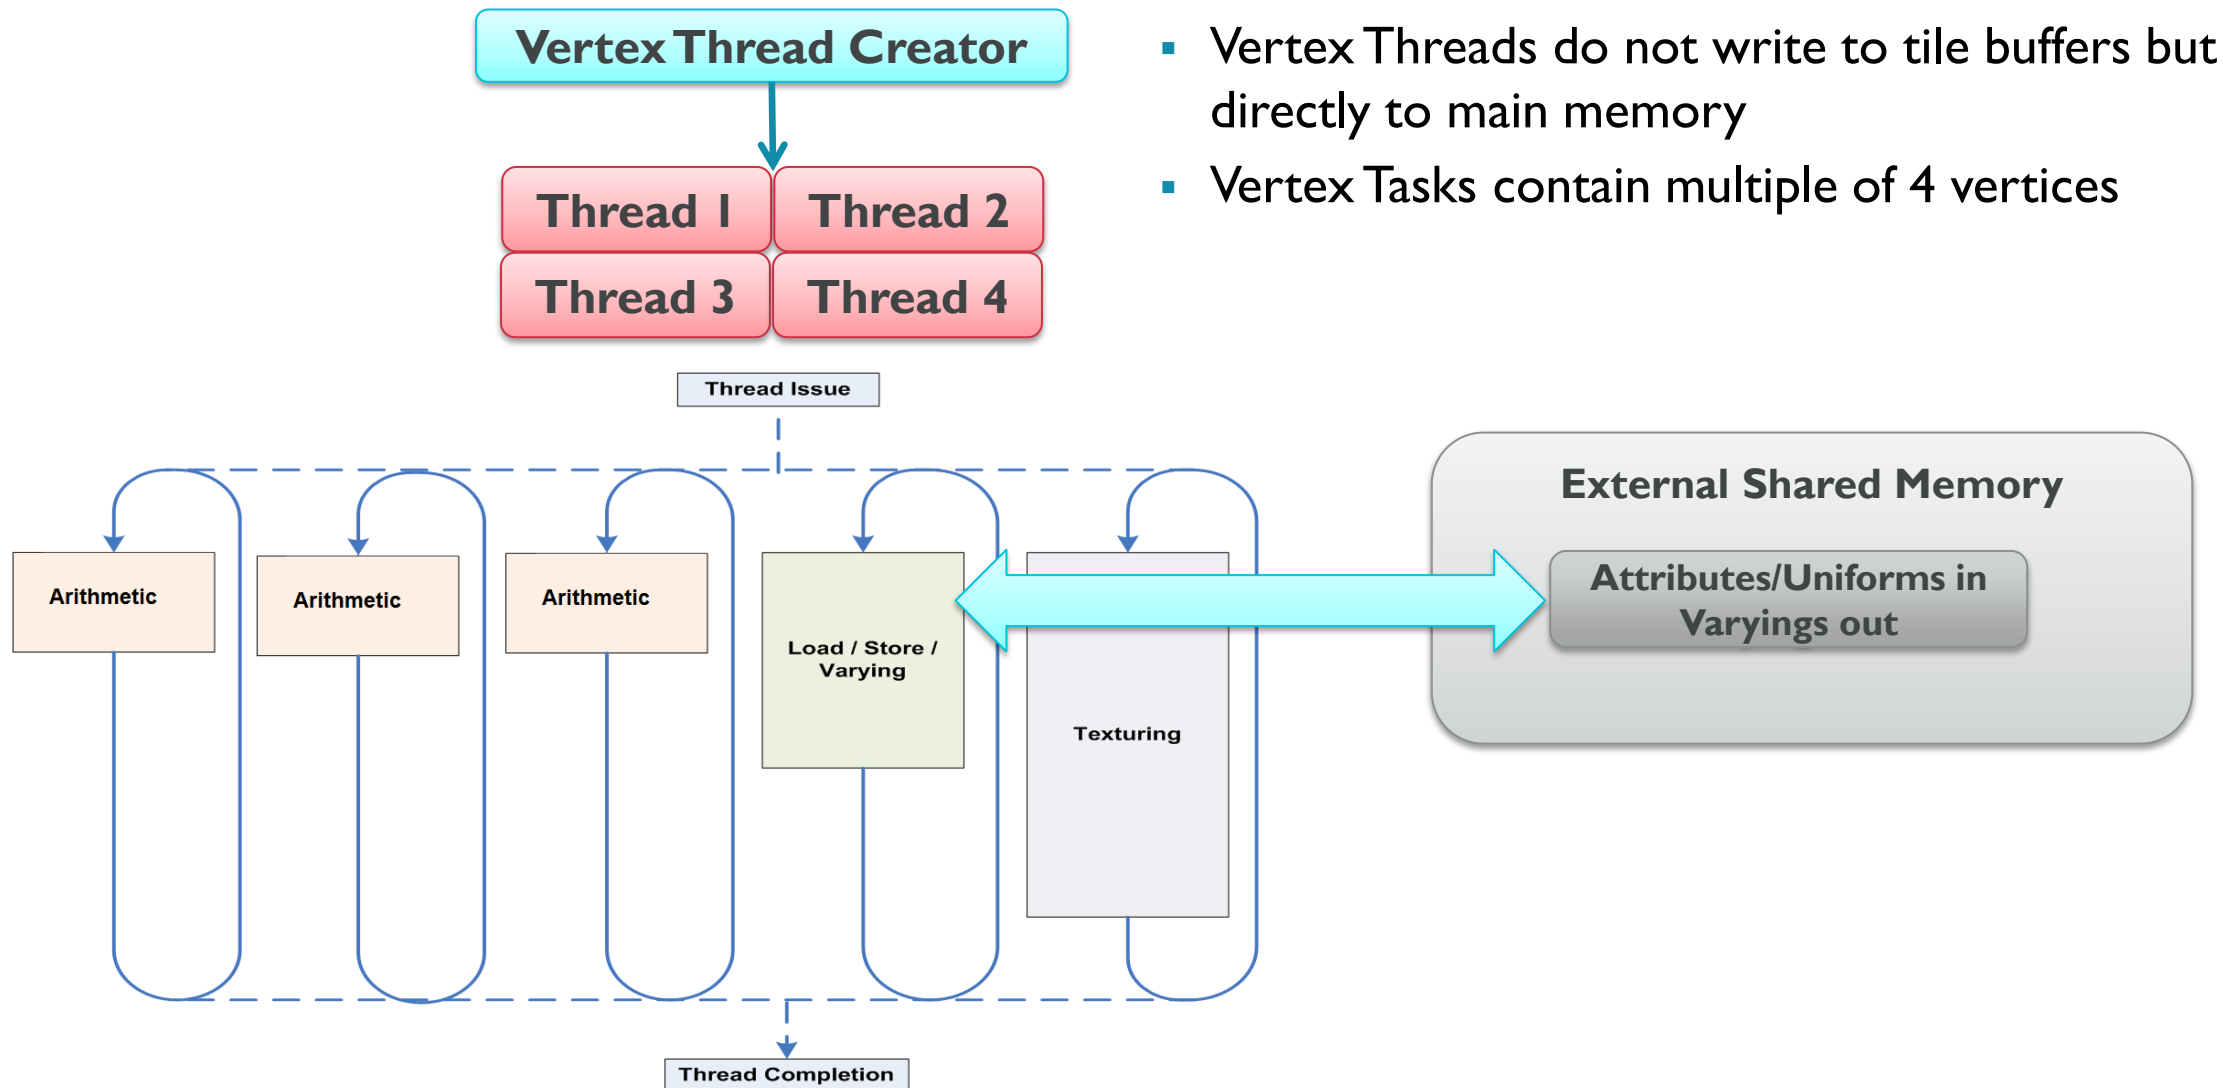 Vertex Thread Creator
▪ Vertex Threads do not write to tile buffers but
directly to main memory
▪ Vertex Tasks contain multiple of 4 vertices
Thread 1
Thread 2
Thread 3
Thread 4
Thread Issue
External Shared Memory
Attributes/Uniforms in
Varyings out
Arithmetic
Arithmetic
Arithmetic
Load / Store /
Varying
Texturing
Thread Completion